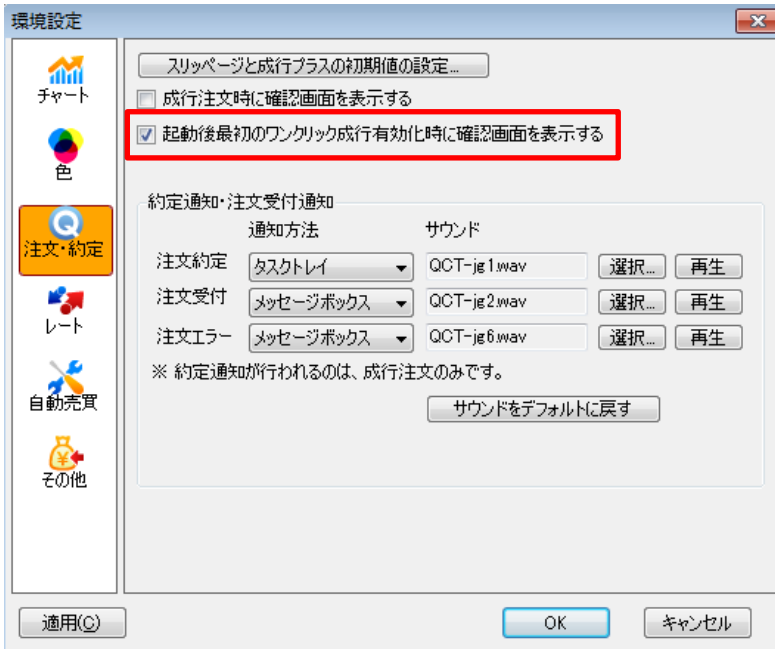 環境設定
チャート
色
注文・約定
レート
自動売買
その他
スリッページと成行プラスの初期値の設定...
成行注文時に確認画面を表示する
起動後最初のワンクリック成行有効化時に確認画面を表示する
約定通知・注文受付通知
通知方法 サウンド
注文約定 タスクトレイ QCT-jg1.wav 選択... 再生
注文受付 メッセージボックス QCT-jg2.wav 選択... 再生
注文エラー メッセージボックス QCT-jg6.wav 選択... 再生
※ 約定通知が行われるのは、成行注文のみです。
サウンドをデフォルトに戻す
適用(C) OK キャンセル